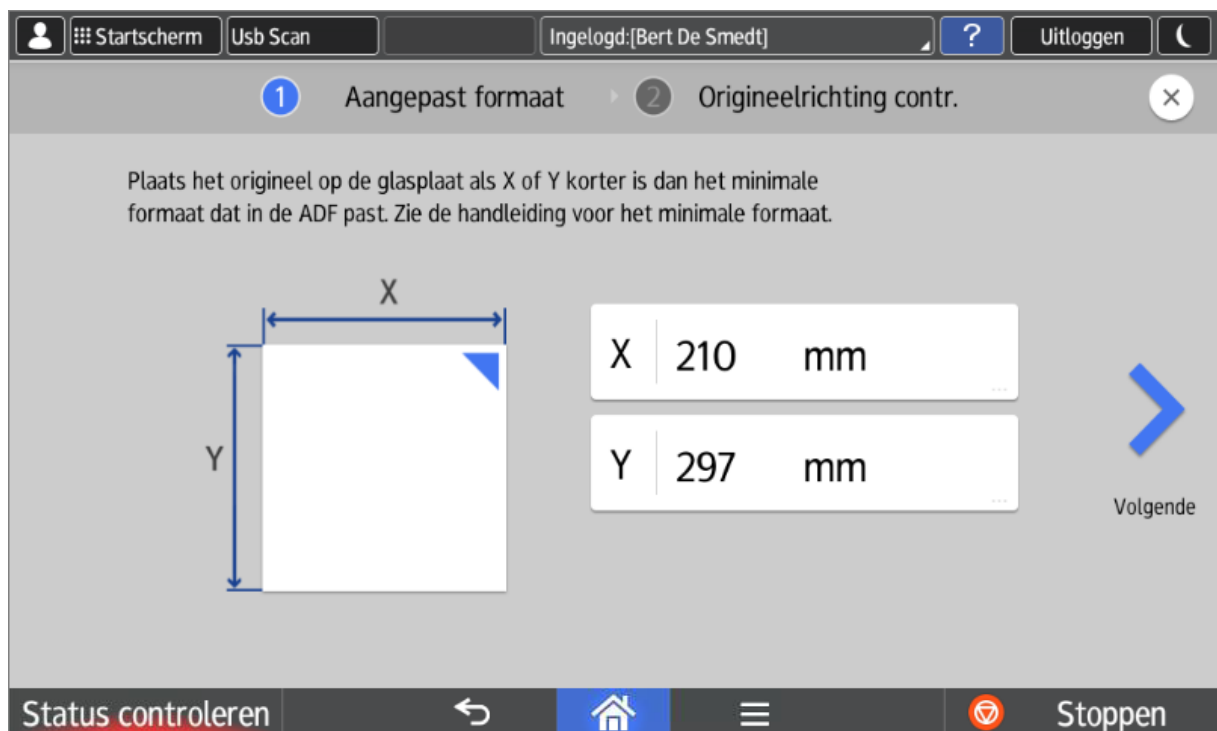 Startscherm
Usb Scan
Ingelogd:[Bert De Smedt]
?
Uitloggen
1 Aangepast formaat
2 Origineelrichting contr.
Plaats het origineel op de glasplaat als X of Y korter is dan het minimale
formaat dat in de ADF past. Zie de handleiding voor het minimale formaat.
X
Y
X 210 mm
Y 297 mm
Volgende
Status controleren
Stoppen